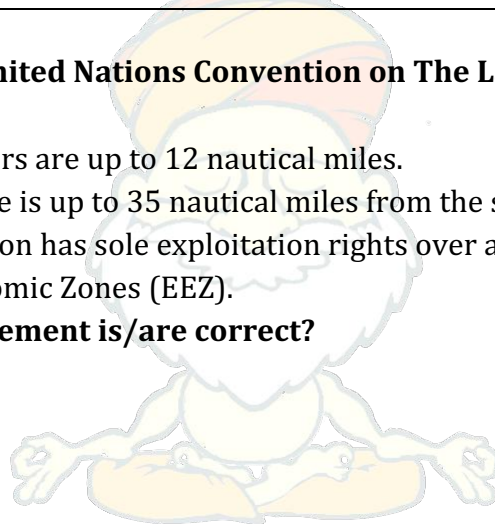 nited Nations Convention on The L
rs are up to 12 nautical miles.
e is up to 35 nautical miles from the s
on has sole exploitation rights over a
omic Zones (EEZ).
ement is/are correct?